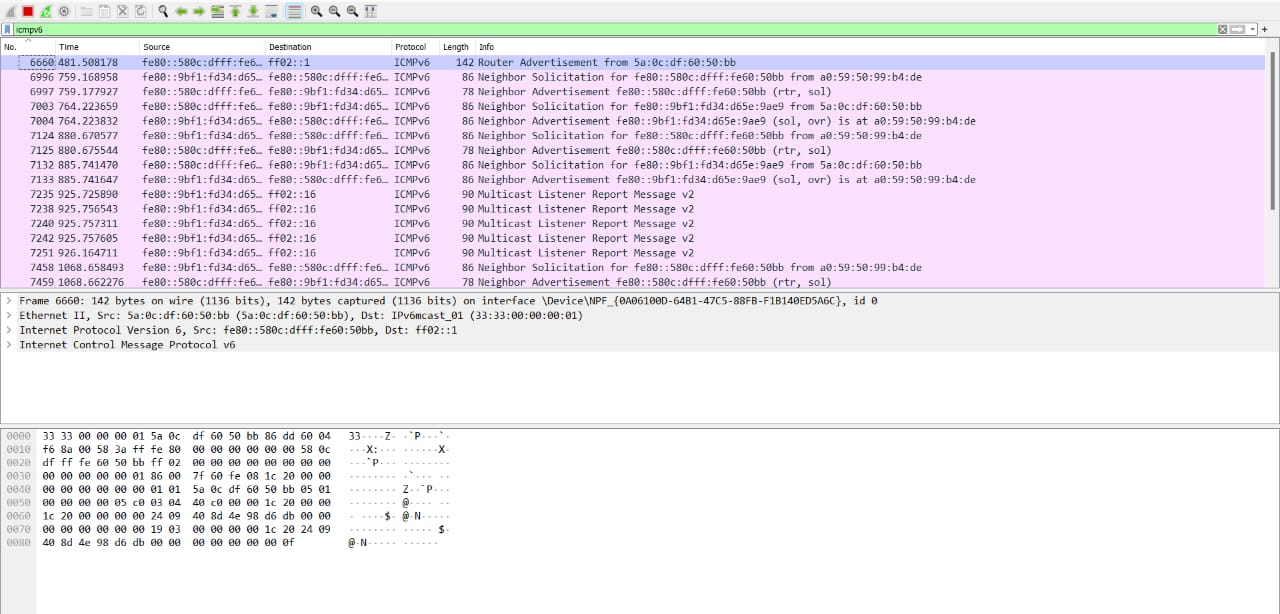 icmpv6
No. Time Source Destination Protocol Length Info
6660 481.508178 fe80::580c:dfff:fe6… ff02::1 ICMPv6 142 Router Advertisement from 5a:0c:df:60:50:bb
6996 759.168958 fe80::9bf1:fd34:d65… fe80::580c:dfff:fe6… ICMPv6 86 Neighbor Solicitation for fe80::580c:dfff:fe60:50bb from a0:59:50:99:b4:de
6997 759.177927 fe80::580c:dfff:fe6… fe80::9bf1:fd34:d65… ICMPv6 78 Neighbor Advertisement fe80::580c:dfff:fe60:50bb (rtr, sol)
7003 764.223659 fe80::580c:dfff:fe6… fe80::9bf1:fd34:d65… ICMPv6 86 Neighbor Solicitation for fe80::9bf1:fd34:d65e:9ae9 from 5a:0c:df:60:50:bb
7004 764.223832 fe80::9bf1:fd34:d65… fe80::580c:dfff:fe6… ICMPv6 86 Neighbor Advertisement fe80::9bf1:fd34:d65e:9ae9 (sol, ovr) is at a0:59:50:99:b4:de
7124 880.670577 fe80::9bf1:fd34:d65… fe80::580c:dfff:fe6… ICMPv6 86 Neighbor Solicitation for fe80::580c:dfff:fe60:50bb from a0:59:50:99:b4:de
7125 880.675544 fe80::580c:dfff:fe6… fe80::9bf1:fd34:d65… ICMPv6 78 Neighbor Advertisement fe80::580c:dfff:fe60:50bb (rtr, sol)
7132 885.741470 fe80::580c:dfff:fe6… fe80::9bf1:fd34:d65… ICMPv6 86 Neighbor Solicitation for fe80::9bf1:fd34:d65e:9ae9 from 5a:0c:df:60:50:bb
7133 885.741647 fe80::9bf1:fd34:d65… fe80::580c:dfff:fe6… ICMPv6 86 Neighbor Advertisement fe80::9bf1:fd34:d65e:9ae9 (sol, ovr) is at a0:59:50:99:b4:de
7235 925.725890 fe80::9bf1:fd34:d65… ff02::16 ICMPv6 90 Multicast Listener Report Message v2
7238 925.756543 fe80::9bf1:fd34:d65… ff02::16 ICMPv6 90 Multicast Listener Report Message v2
7240 925.757311 fe80::9bf1:fd34:d65… ff02::16 ICMPv6 90 Multicast Listener Report Message v2
7242 925.757605 fe80::9bf1:fd34:d65… ff02::16 ICMPv6 90 Multicast Listener Report Message v2
7251 926.164711 fe80::9bf1:fd34:d65… ff02::16 ICMPv6 90 Multicast Listener Report Message v2
7458 1068.658493 fe80::9bf1:fd34:d65… fe80::580c:dfff:fe6… ICMPv6 86 Neighbor Solicitation for fe80::580c:dfff:fe60:50bb from a0:59:50:99:b4:de
7459 1068.662276 fe80::580c:dfff:fe6… fe80::9bf1:fd34:d65… ICMPv6 78 Neighbor Advertisement fe80::580c:dfff:fe60:50bb (rtr, sol)
Frame 6660: 142 bytes on wire (1136 bits), 142 bytes captured (1136 bits) on interface \Device\NPF_{0A06100D-64B1-47C5-88FB-F1B140ED5A6C}, id 0
Ethernet II, Src: 5a:0c:df:60:50:bb (5a:0c:df:60:50:bb), Dst: IPv6mcast_01 (33:33:00:00:00:01)
Internet Protocol Version 6, Src: fe80::580c:dfff:fe60:50bb, Dst: ff02::1
Internet Control Message Protocol v6
0000 33 33 00 00 00 01 5a 0c df 60 50 bb 86 dd 60 04 33····Z· ·`P···`·
0010 f6 8a 00 58 3a ff fe 80 00 00 00 00 00 00 58 0c ···X:··· ······X·
0020 df ff fe 60 50 bb ff 02 00 00 00 00 00 00 00 00 ···`P··· ········
0030 00 00 00 00 00 01 86 00 7f 60 fe 08 1c 20 00 00 ········ ·`··· ··
0040 00 00 00 00 00 00 01 01 5a 0c df 60 50 bb 05 01 ········ Z··`P···
0050 00 00 00 00 05 c0 03 04 40 c0 00 00 1c 20 00 00 ········ @···· ··
0060 1c 20 00 00 00 00 24 09 40 8d 4e 98 d6 db 00 00 · ····$· @·N·····
0070 00 00 00 00 00 00 19 03 00 00 00 00 1c 20 24 09 ········ ····· $·
0080 40 8d 4e 98 d6 db 00 00 00 00 00 00 00 0f @·N····· ······